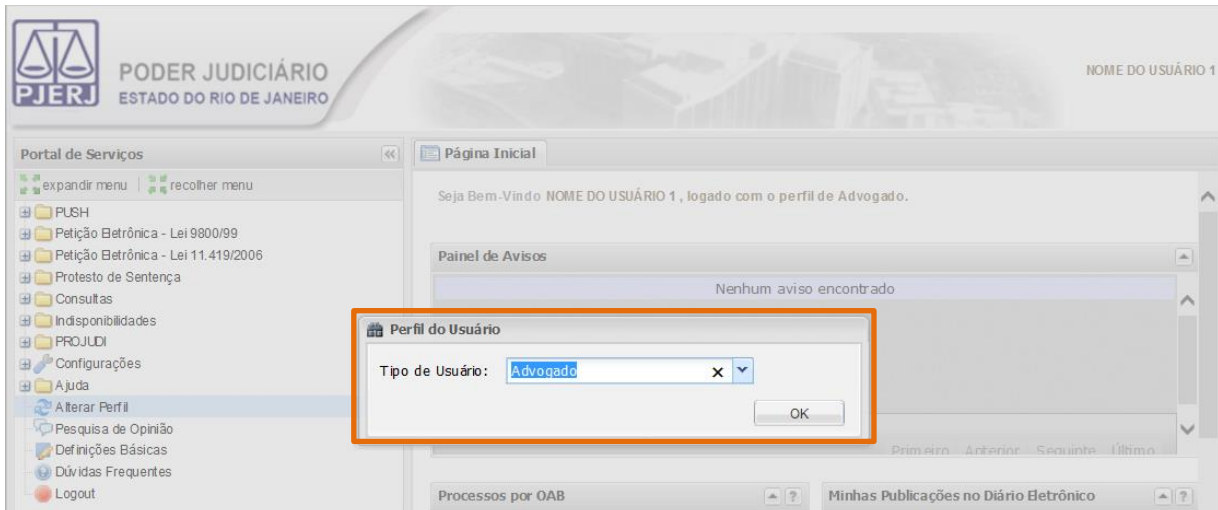 PJERJ
PODER JUDICIÁRIO
ESTADO DO RIO DE JANEIRO
NOME DO USUÁRIO 1
Portal de Serviços
expandir menu | recolher menu
PUSH
Petição Eletrônica - Lei 9800/99
Petição Eletrônica - Lei 11.419/2006
Protesto de Sentença
Consultas
Indisponibilidades
PROJUDI
Configurações
Ajuda
Alterar Perfil
Pesquisa de Opinião
Definições Básicas
Dúvidas Frequentes
Logout
Página Inicial
Seja Bem-Vindo NOME DO USUÁRIO 1, logado com o perfil de Advogado.
Painel de Avisos
Nenhum aviso encontrado
Perfil do Usuário
Tipo de Usuário: Advogado
OK
Primeiro Anterior Seguinte Último
Processos por OAB ?
Minhas Publicações no Diário Eletrônico ?